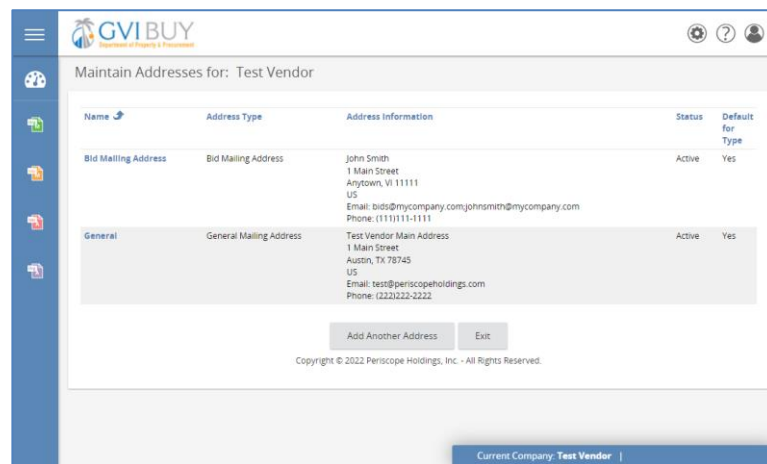 GVI BUY
Department of Property & Procurement
Maintain Addresses for: Test Vendor
Name Address Type Address Information Status Default for Type
Bid Mailing Address Bid Mailing Address John Smith Active Yes
1 Main Street
Anytown, VI 11111
US
Email: bids@mycompany.com;johnsmith@mycompany.com
Phone: (111)111-1111
General General Mailing Address Test Vendor Main Address Active Yes
1 Main Street
Austin, TX 78745
US
Email: test@periscopeholdings.com
Phone: (222)222-2222
Add Another Address Exit
Copyright © 2022 Periscope Holdings, Inc. - All Rights Reserved.
Current Company: Test Vendor |